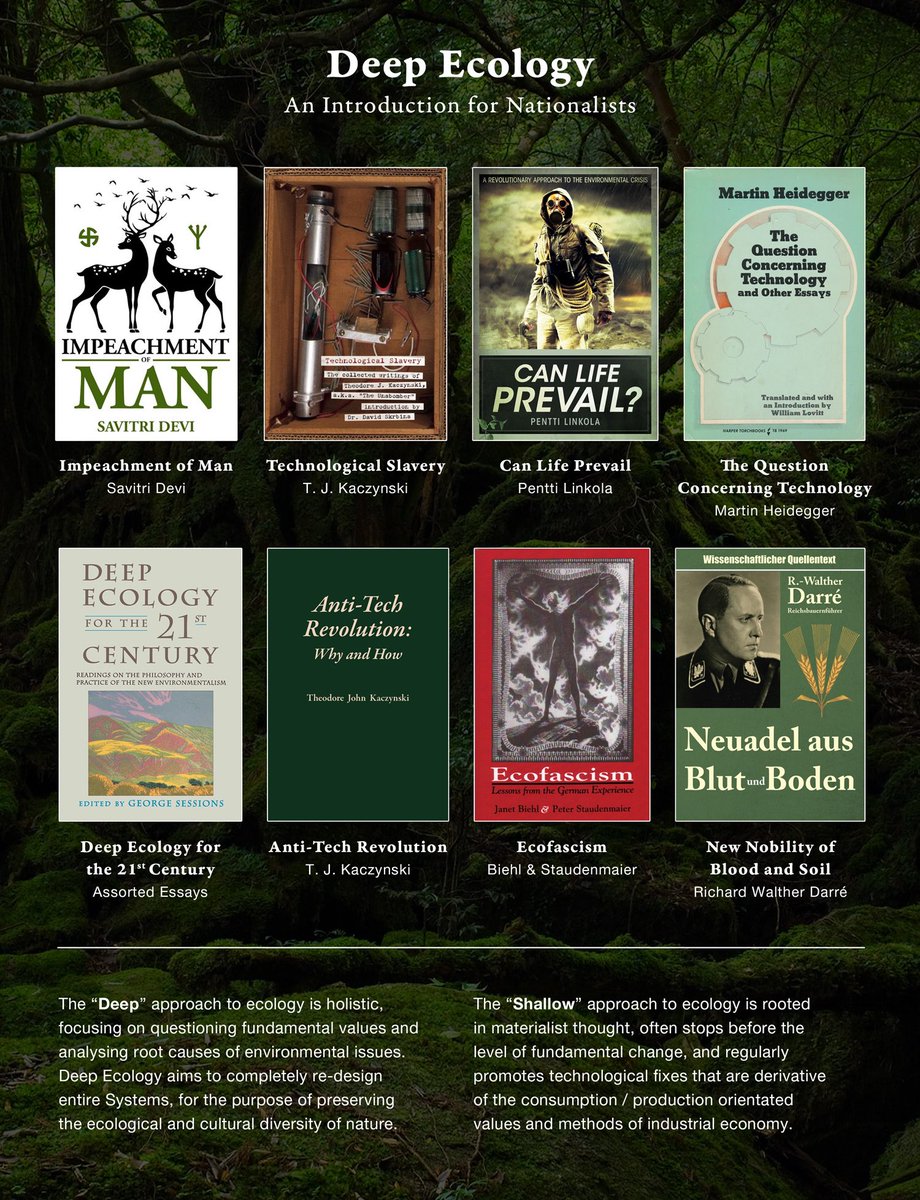 Deep Ecology
An Introduction for Nationalists
IMPEACHMENT
OF
MAN
SAVITRI DEVI
Impeachment of Man
Savitri Devi
Technological Slavery
The collected writings of
Theodore J. Kaczynski,
a.k.a. "The Unabomber"
introduction by
Dr. David Skrbina
Technological Slavery
T. J. Kaczynski
A REVOLUTIONARY APPROACH TO THE ENVIRONMENTAL CRISIS
CAN LIFE
PREVAIL?
PENTTI LINKOLA
Can Life Prevail
Pentti Linkola
Martin Heidegger
The
Question
Concerning
Technology
and Other Essays
Translated and with
an Introduction by
William Lovitt
HARPER TORCHBOOKS TB 1969
The Question
Concerning Technology
Martin Heidegger
DEEP
ECOLOGY
FOR THE 21ST
CENTURY
READINGS ON THE PHILOSOPHY AND
PRACTICE OF THE NEW ENVIRONMENTALISM
EDITED BY GEORGE SESSIONS
Deep Ecology for
the 21st Century
Assorted Essays
Anti-Tech
Revolution:
Why and How
Theodore John Kaczynski
Anti-Tech Revolution
T. J. Kaczynski
Ecofascism
Lessons from the German Experience
Janet Biehl & Peter Staudenmaier
Ecofascism
Biehl & Staudenmaier
Wissenschaftlicher Quellentext
R.-Walther
Darré
Reichsbauernführer
Neuadel aus
Blut und Boden
New Nobility of
Blood and Soil
Richard Walther Darré
The “Deep” approach to ecology is holistic,
focusing on questioning fundamental values and
analysing root causes of environmental issues.
Deep Ecology aims to completely re-design
entire Systems, for the purpose of preserving
the ecological and cultural diversity of nature.
The “Shallow” approach to ecology is rooted
in materialist thought, often stops before the
level of fundamental change, and regularly
promotes technological fixes that are derivative
of the consumption / production orientated
values and methods of industrial economy.